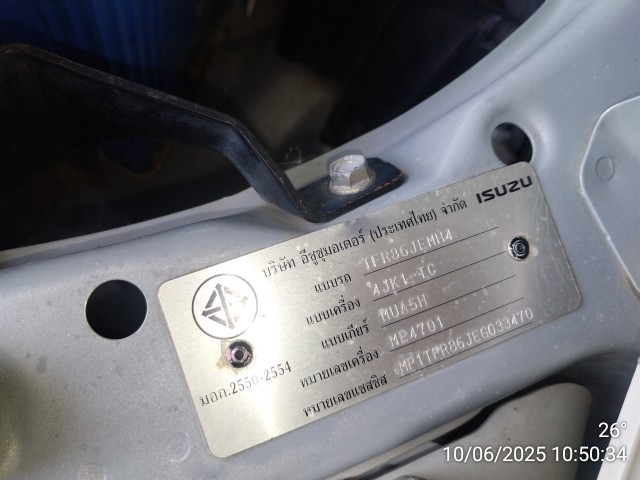 บริษัท อีซูซุมอเตอร์ (ประเทศไทย) จำกัด ISUZU
แบบรถ TFR86JEMN4
แบบเครื่อง 4JK1-TC
แบบเกียร์ MUA5H
หมายเลขเครื่อง MP4701
หมายเลขแชสซิส MP1TPR86JEG033470
มอก.2550-2554
26°
10/06/2025 10:50:34